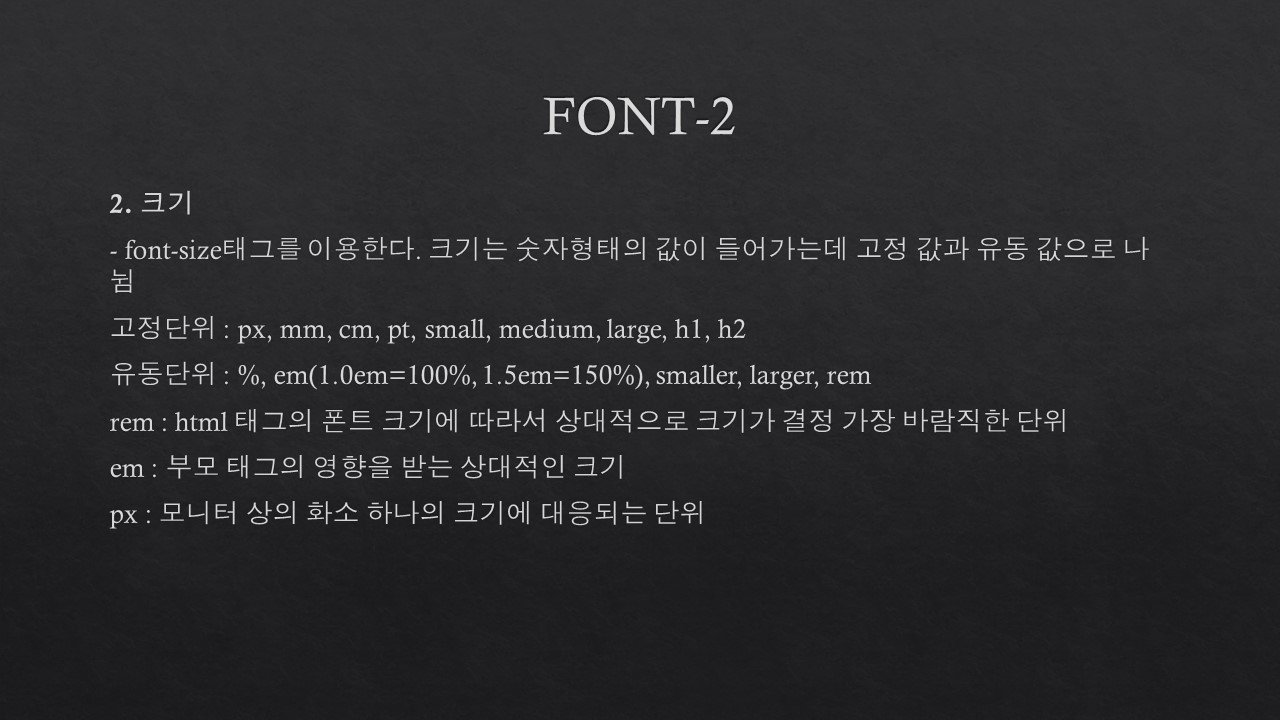 FONT-2
2. 크기
- font-size태그를 이용한다. 크기는 숫자형태의 값이 들어가는데 고정 값과 유동 값으로 나
뉨
고정단위 : px, mm, cm, pt, small, medium, large, h1, h2
유동단위 : %, em(1.0em=100%, 1.5em=150%), smaller, larger, rem
rem : html 태그의 폰트 크기에 따라서 상대적으로 크기가 결정 가장 바람직한 단위
em : 부모 태그의 영향을 받는 상대적인 크기
px : 모니터 상의 화소 하나의 크기에 대응되는 단위